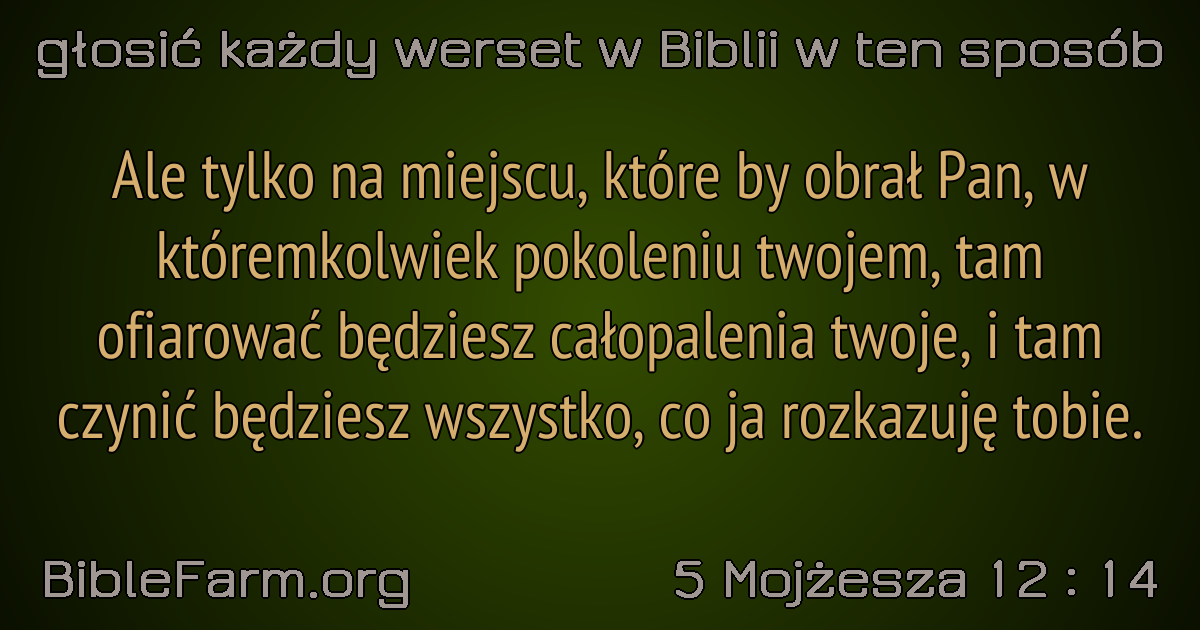 głosić każdy werset w Biblii w ten sposób
Ale tylko na miejscu, które by obrał Pan, w
któremkolwiek pokoleniu twojem, tam
ofiarować będziesz całopalenia twoje, i tam
czynić będziesz wszystko, co ja rozkazuję tobie.
BibleFarm.org
5 Mojżesza 12 : 14